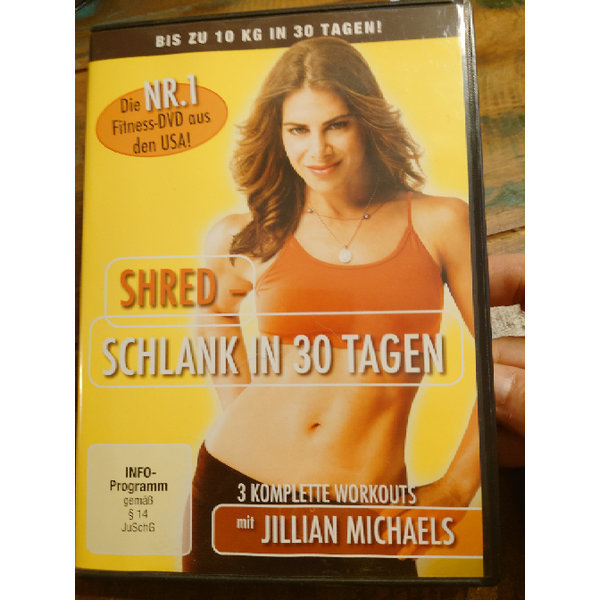 BIS ZU 10 KG IN 30 TAGEN!
Die NR.1
Fitness-DVD aus
den USA!
SHRED –
SCHLANK IN 30 TAGEN
INFO-
Programm
gemäß
§ 14
JuSchG
3 KOMPLETTE WORKOUTS
mit JILLIAN MICHAELS